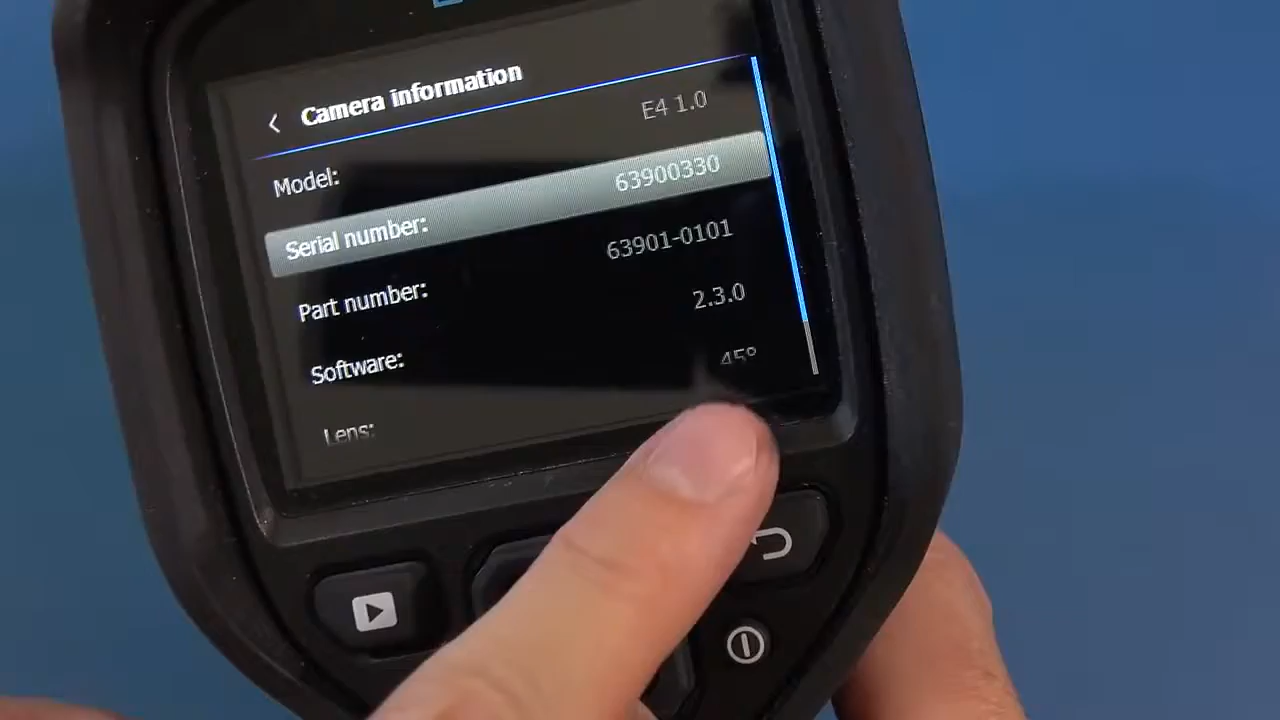 Camera information
Model: E4 1.0
Serial number: 63900330
Part number: 63901-0101
Software: 2.3.0
Lens: 45°